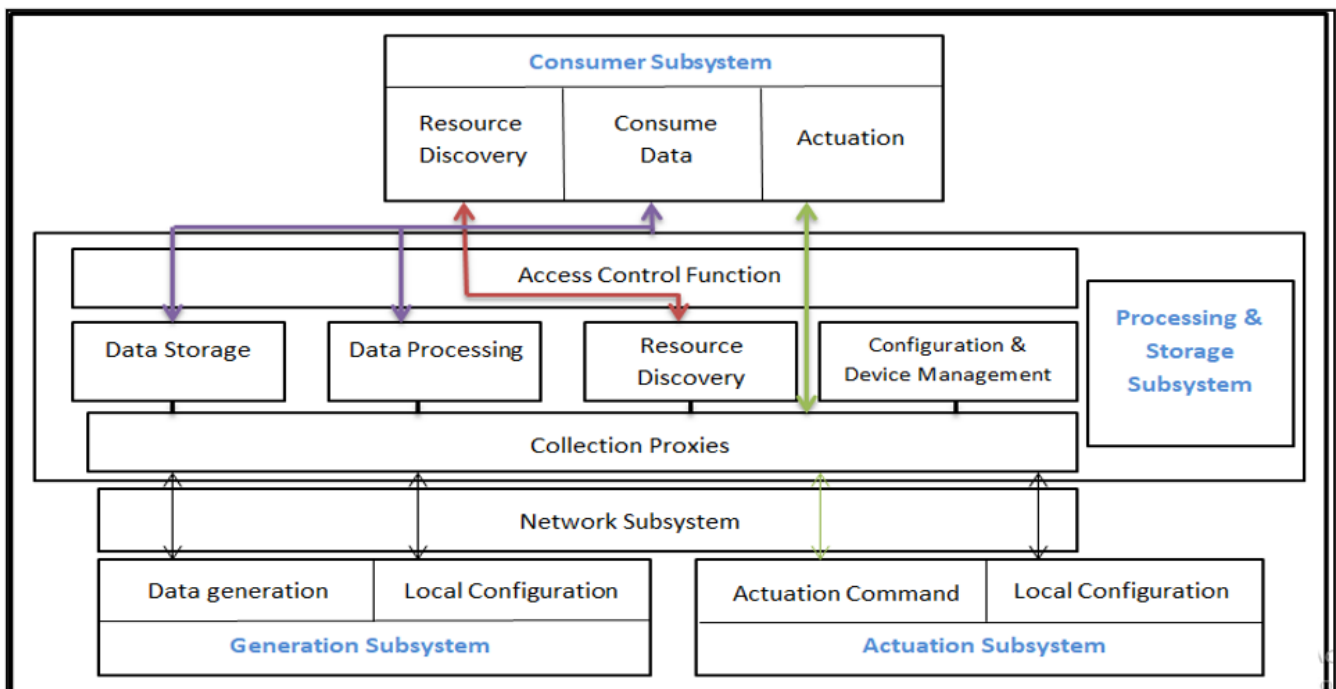 Consumer Subsystem
Resource
Discovery
Consume
Data
Actuation
Access Control Function
Data Storage
Data Processing
Resource
Discovery
Configuration &
Device Management
Processing &
Storage
Subsystem
Collection Proxies
Network Subsystem
Data generation
Local Configuration
Generation Subsystem
Actuation Command
Local Configuration
Actuation Subsystem